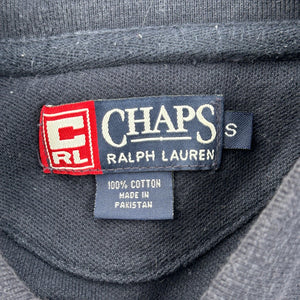 C
RL
CHAPS
RALPH LAUREN
S
100% COTTON
MADE IN
PAKISTAN